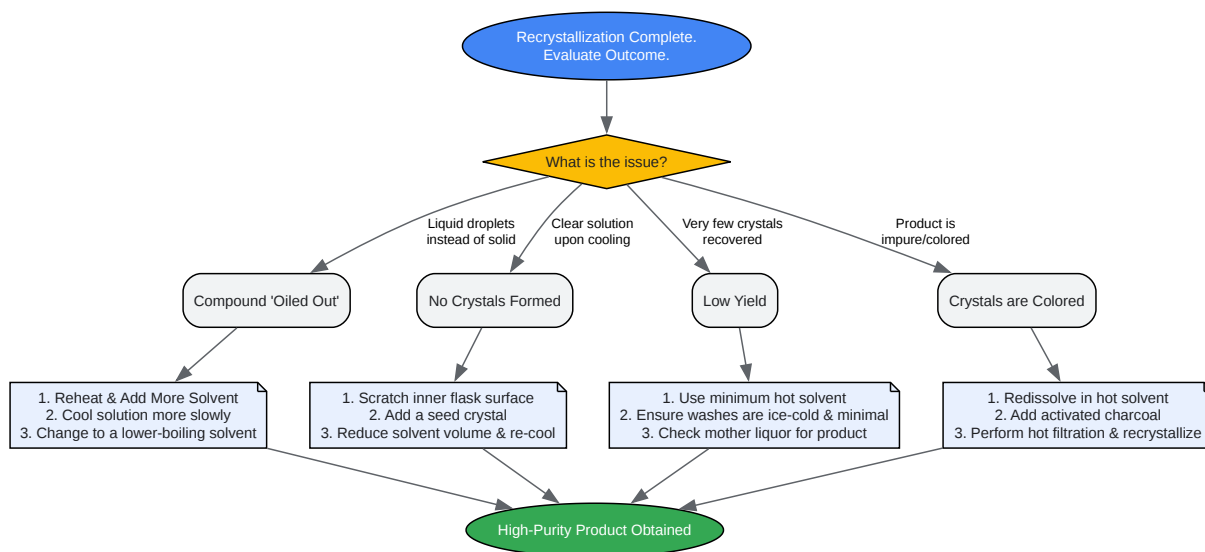 Recrystallization Complete.
Evaluate Outcome.
What is the issue?
Liquid droplets
instead of solid
Clear solution
upon cooling
Very few crystals
recovered
Product is
impure/colored
Compound 'Oiled Out'
No Crystals Formed
Low Yield
Crystals are Colored
1. Reheat & Add More Solvent
2. Cool solution more slowly
3. Change to a lower-boiling solvent
1. Scratch inner flask surface
2. Add a seed crystal
3. Reduce solvent volume & re-cool
1. Use minimum hot solvent
2. Ensure washes are ice-cold & minimal
3. Check mother liquor for product
1. Redissolve in hot solvent
2. Add activated charcoal
3. Perform hot filtration & recrystallize
High-Purity Product Obtained